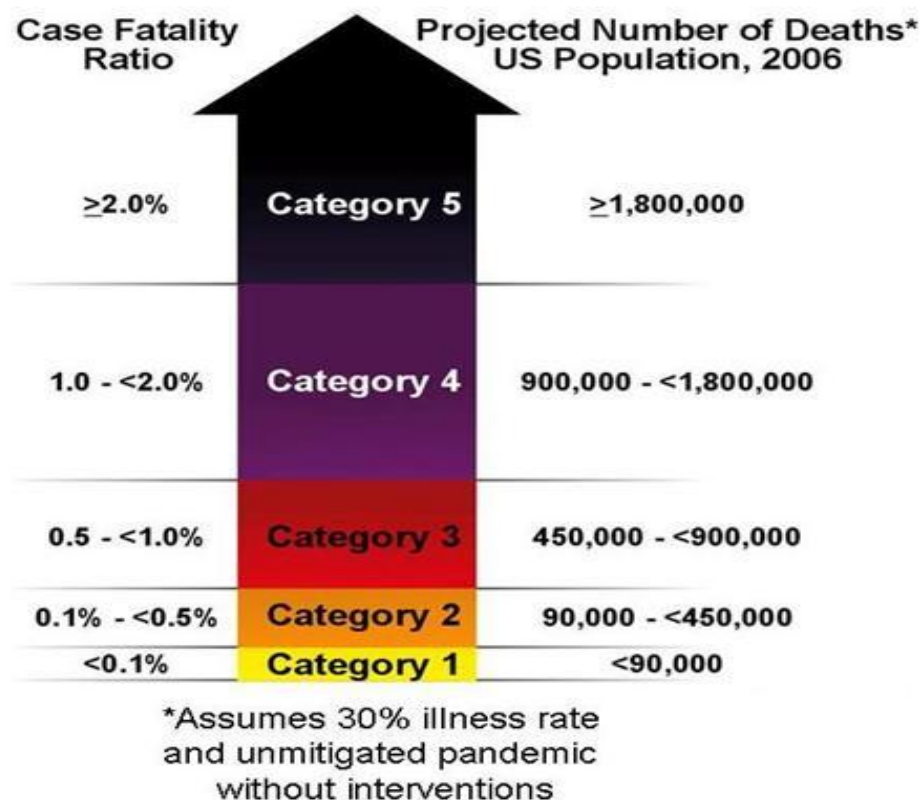 Case Fatality
Ratio
Projected Number of Deaths*
US Population, 2006
≥2.0% Category 5 ≥1,800,000
1.0 - <2.0% Category 4 900,000 - <1,800,000
0.5 - <1.0% Category 3 450,000 - <900,000
0.1% - <0.5% Category 2 90,000 - <450,000
<0.1% Category 1 <90,000
*Assumes 30% illness rate
and unmitigated pandemic
without interventions